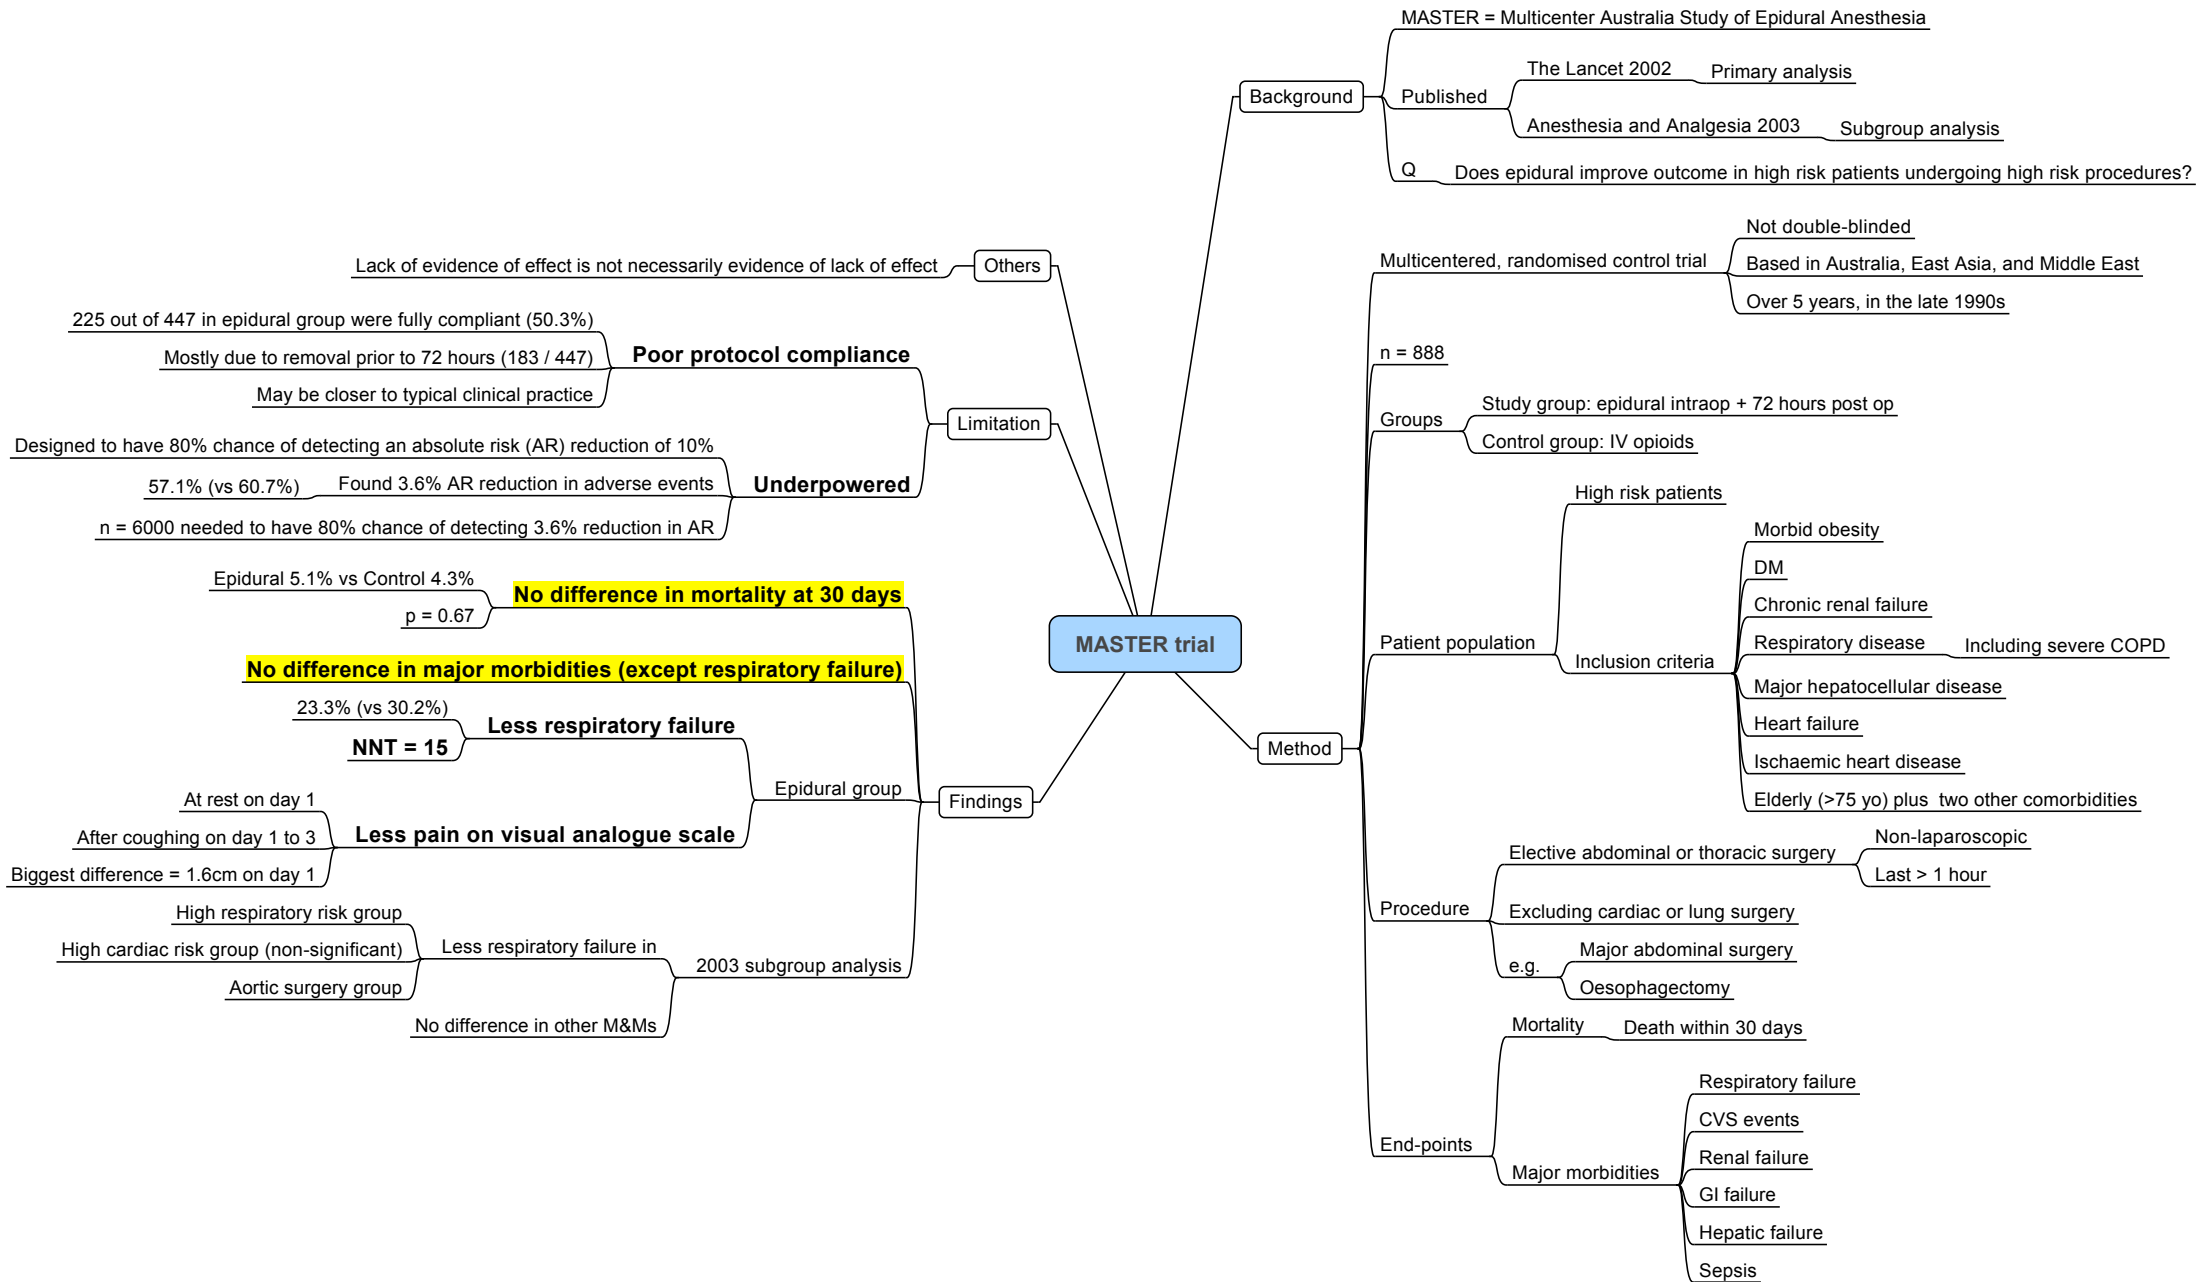 MASTER trial
Background
MASTER = Multicenter Australia Study of Epidural Anesthesia
Published
The Lancet 2002
Primary analysis
Anesthesia and Analgesia 2003
Subgroup analysis
Q
Does epidural improve outcome in high risk patients undergoing high risk procedures?
Method
Multicentered, randomised control trial
Not double-blinded
Based in Australia, East Asia, and Middle East
Over 5 years, in the late 1990s
n = 888
Groups
Study group: epidural intraop + 72 hours post op
Control group: IV opioids
Patient population
High risk patients
Inclusion criteria
Morbid obesity
DM
Chronic renal failure
Respiratory disease
Including severe COPD
Major hepatocellular disease
Heart failure
Ischaemic heart disease
Elderly (>75 yo) plus  two other comorbidities
Procedure
Elective abdominal or thoracic surgery
Non-laparoscopic
Last > 1 hour
Excluding cardiac or lung surgery
e.g.
Major abdominal surgery
Oesophagectomy
End-points
Mortality
Death within 30 days
Major morbidities
Respiratory failure
CVS events
Renal failure
GI failure
Hepatic failure
Sepsis
Findings
No difference in mortality at 30 days
Epidural 5.1% vs Control 4.3%
p = 0.67
No difference in major morbidities (except respiratory failure)
Epidural group
Less respiratory failure
23.3% (vs 30.2%)
NNT = 15
Less pain on visual analogue scale
At rest on day 1
After coughing on day 1 to 3
Biggest difference = 1.6cm on day 1
2003 subgroup analysis
Less respiratory failure in
High respiratory risk group
High cardiac risk group (non-significant)
Aortic surgery group
No difference in other M&Ms
Limitation
Poor protocol compliance
225 out of 447 in epidural group were fully compliant (50.3%)
Mostly due to removal prior to 72 hours (183 / 447)
May be closer to typical clinical practice
Underpowered
Designed to have 80% chance of detecting an absolute risk (AR) reduction of 10%
Found 3.6% AR reduction in adverse events
57.1% (vs 60.7%)
n = 6000 needed to have 80% chance of detecting 3.6% reduction in AR
Others
Lack of evidence of effect is not necessarily evidence of lack of effect